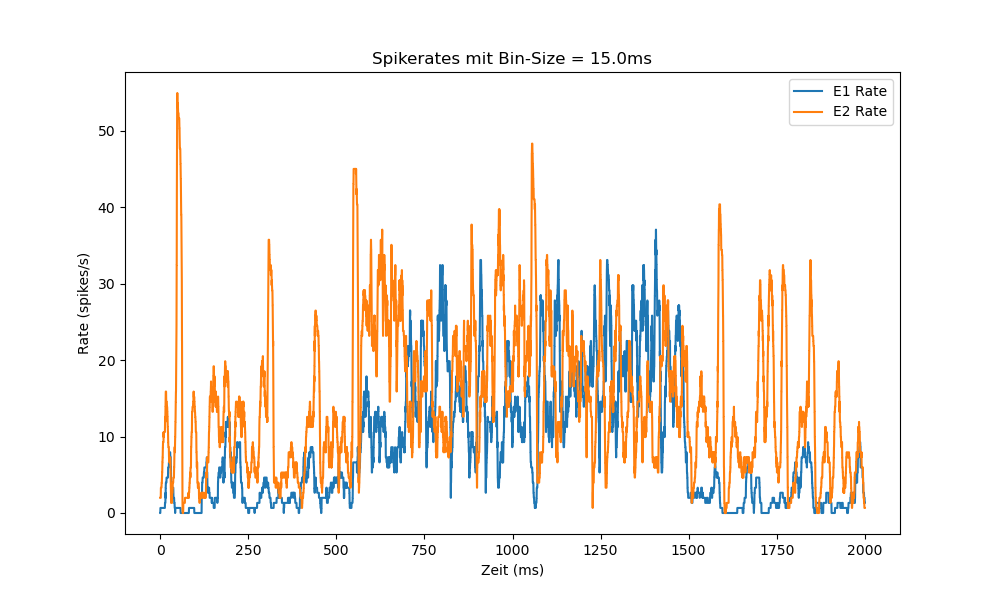 Spikerates mit Bin-Size = 15.0ms
E1 Rate
E2 Rate
Rate (spikes/s)
50
40
30
20
10
0
0 250 500 750 1000 1250 1500 1750 2000
Zeit (ms)